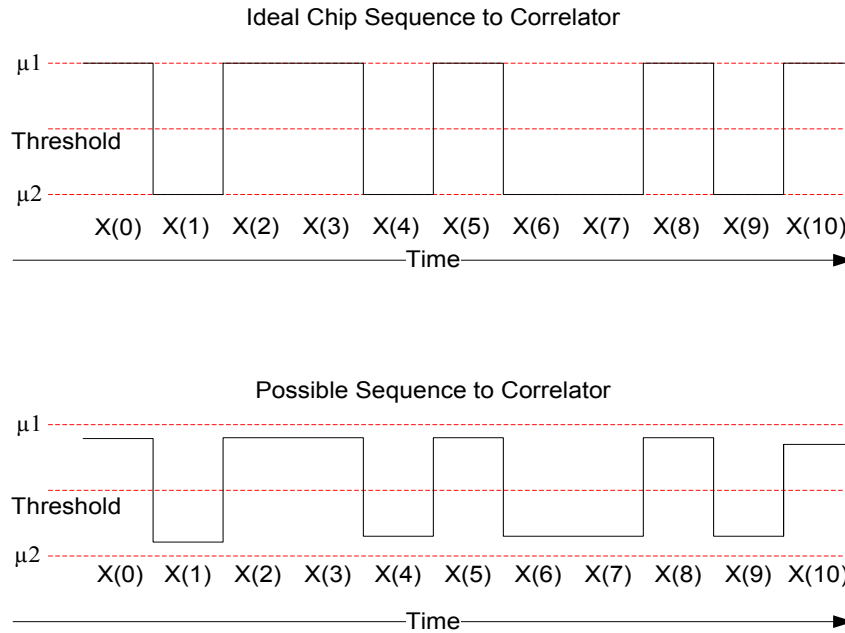 Ideal Chip Sequence to Correlator
μ1
Threshold
μ2
X(0) X(1) X(2) X(3) X(4) X(5) X(6) X(7) X(8) X(9) X(10)
Time
Possible Sequence to Correlator
μ1
Threshold
μ2
X(0) X(1) X(2) X(3) X(4) X(5) X(6) X(7) X(8) X(9) X(10)
Time